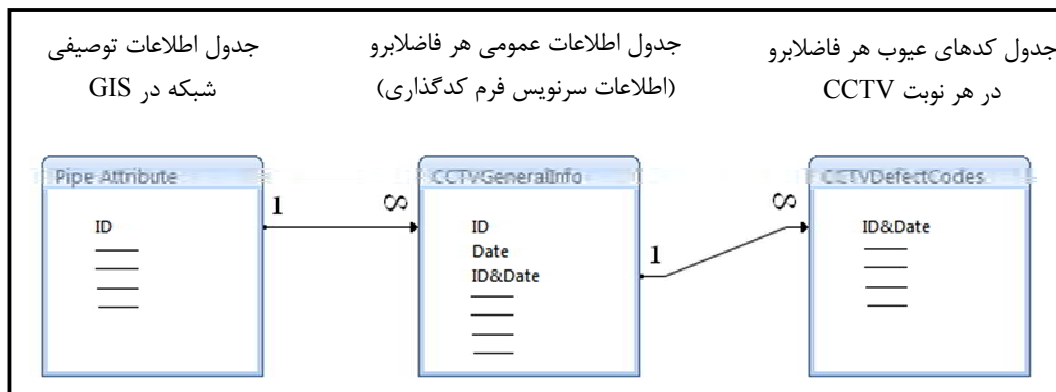 جدول کدهای عیوب هر فاضلابرو
در هر نوبت CCTV
جدول اطلاعات عمومی هر فاضلابرو
(اطلاعات سرنویس فرم کدگذاری)
جدول اطلاعات توصیفی
شبکه در GIS
Pipe Attribute
ID
1
∞
CCTVGeneralInfo
ID
Date
ID&Date
1
∞
CCTVDefectCodes
ID&Date